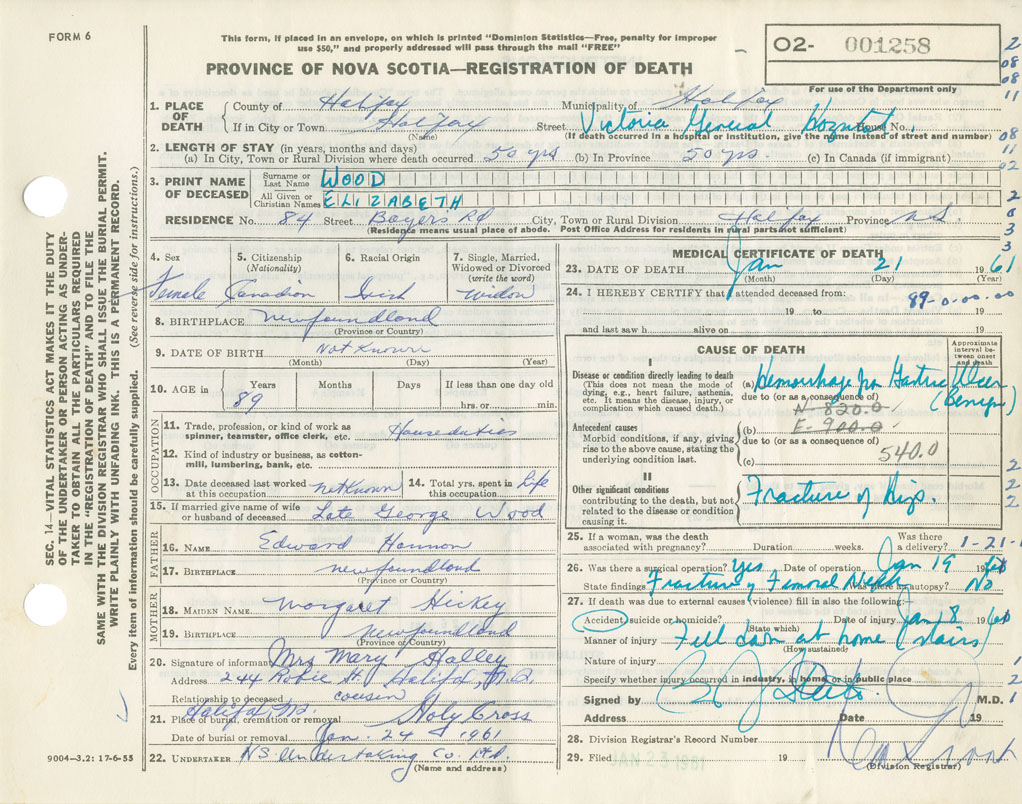 FORM 6
This form, if placed in an envelope, on which is printed "Dominion Statistics—Free, penalty for improper
use $50," and properly addressed will pass through the mail "FREE"
PROVINCE OF NOVA SCOTIA—REGISTRATION OF DEATH
O2- 001258
For use of the Department only
SEC. 14—VITAL STATISTICS ACT MAKES IT THE DUTY
OF THE UNDERTAKER OR PERSON ACTING AS UNDER-
TAKER TO OBTAIN ALL THE PARTICULARS REQUIRED
IN THE "REGISTRATION OF DEATH" AND TO FILE THE
SAME WITH THE DIVISION REGISTRAR WHO SHALL ISSUE THE BURIAL PERMIT.
WRITE PLAINLY WITH UNFADING INK. THIS IS A PERMANENT RECORD.
Every item of information should be carefully supplied. (See reverse side for instructions.)
1. PLACE OF DEATH
County of Halifax Municipality of Halifax
If in City or Town Halifax Street Victoria General Hospital House No.
(Name) (If death occurred in a hospital or institution, give the name instead of street and number)
2. LENGTH OF STAY (in years, months and days)
(a) In City, Town or Rural Division where death occurred 50 yrs (b) In Province 50 yrs. (c) In Canada (if immigrant)
3. PRINT NAME OF DECEASED
Surname or Last Name WOOD
All Given or Christian Names ELIZABETH
RESIDENCE No. 84 Street Bayers Rd City, Town or Rural Division Halifax Province N.S.
(Residence means usual place of abode. Post Office Address for residents in rural parts not sufficient)
4. Sex Female
5. Citizenship (Nationality) Canadian
6. Racial Origin Irish
7. Single, Married, Widowed or Divorced (write the word) Widow
8. BIRTHPLACE Newfoundland
(Province or Country)
9. DATE OF BIRTH Not Known
(Month) (Day) (Year)
10. AGE in Years Months Days If less than one day old
89 hrs. or min.
OCCUPATION
11. Trade, profession, or kind of work as spinner, teamster, office clerk, etc. Houseduties
12. Kind of industry or business, as cotton-mill, lumbering, bank, etc.
13. Date deceased last worked at this occupation not Known 14. Total yrs. spent in this occupation Life
15. If married give name of wife or husband of deceased Late George Wood
FATHER
16. NAME Edward Hannon
17. BIRTHPLACE Newfoundland
(Province or Country)
MOTHER
18. MAIDEN NAME Margaret Hickey
19. BIRTHPLACE Newfoundland
(Province or Country)
20. Signature of informant Mrs Mary Holley
Address 244 Robie St. Halifax, N.S.
Relationship to deceased cousin
Halifax, N.S.
21. Place of burial, cremation or removal Holy Cross
Date of burial or removal Jan. 24 1961
22. UNDERTAKER N.S. Undertaking Co. Ltd.
(Name and address)
9004—3.2: 17-6-55
MEDICAL CERTIFICATE OF DEATH
23. DATE OF DEATH Jan 21 1961
(Month) (Day) (Year)
24. I HEREBY CERTIFY that I attended deceased from: 89-0-00-00
19 to 19
and last saw h alive on 19
CAUSE OF DEATH
Approximate interval between onset and death
I
Disease or condition directly leading to death
(This does not mean the mode of dying, e.g., heart failure, asthenia, etc. It means the disease, injury, or complication which caused death.)
(a) Hemorrhage from Gastric Ulcer
(Benign)
due to (or as a consequence of)
N-820.0
Antecedent causes
Morbid conditions, if any, giving rise to the above cause, stating the underlying condition last.
(b) E-900.0
due to (or as a consequence of)
(c) 540.0
II
Other significant conditions
contributing to the death, but not related to the disease or condition causing it.
Fracture of Hip.
25. If a woman, was the death associated with pregnancy? Duration weeks. Was there a delivery? 1-21-1
26. Was there a surgical operation? Yes Date of operation Jan 19 19
State findings Fracture Femoral Neck Was there an autopsy? No
27. If death was due to external causes (violence) fill in also the following:—
Accident, suicide or homicide? Date of injury Jan 18 19
(State which)
Manner of injury Fell down at home (stairs)
(How sustained)
Nature of injury
Specify whether injury occurred in industry, in home, or in public place
Signed by M.D.
Address Date 19
28. Division Registrar's Record Number
29. Filed JAN 23 1961 19
(Division Registrar)